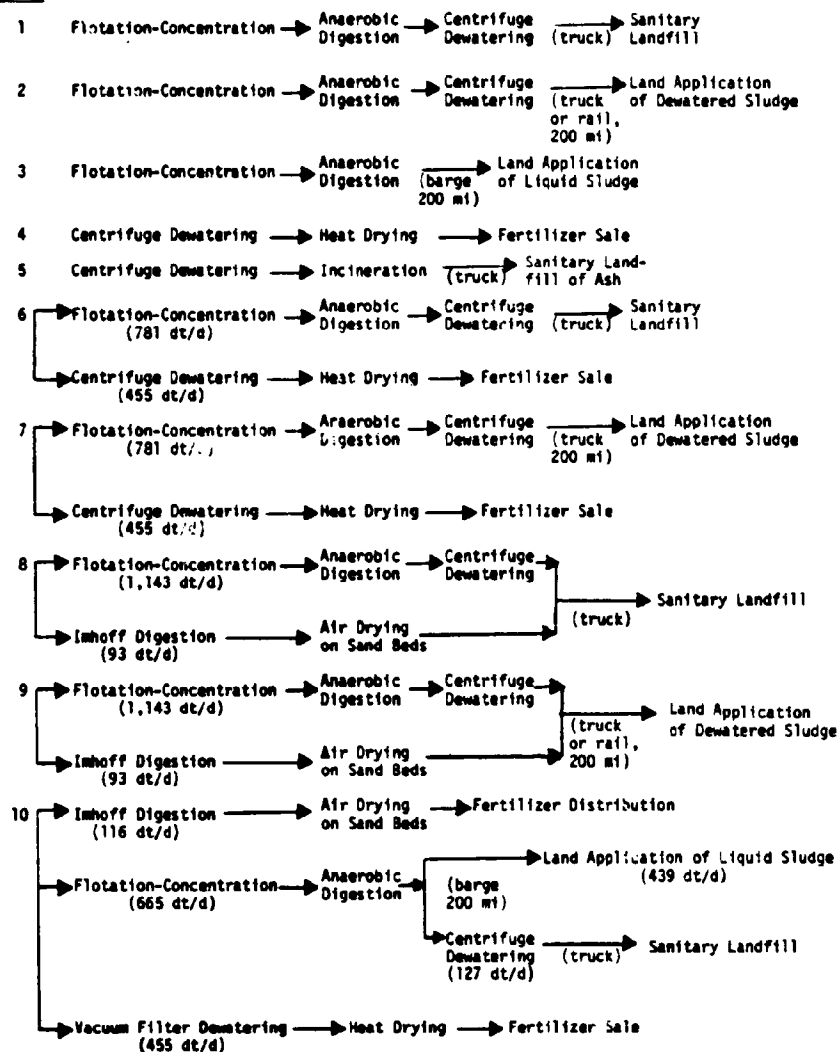 1 Flotation-Concentration Anaerobic Digestion Centrifuge Dewatering (truck) Sanitary Landfill
2 Flotation-Concentration Anaerobic Digestion Centrifuge Dewatering (truck or rail, 200 mi) Land Application of Dewatered Sludge
3 Flotation-Concentration Anaerobic Digestion (barge 200 mi) Land Application of Liquid Sludge
4 Centrifuge Dewatering Heat Drying Fertilizer Sale
5 Centrifuge Dewatering Incineration (truck) Sanitary Land-fill of Ash
6 Flotation-Concentration (781 dt/d) Anaerobic Digestion Centrifuge Dewatering (truck) Sanitary Landfill
Centrifuge Dewatering (455 dt/d) Heat Drying Fertilizer Sale
7 Flotation-Concentration (781 dt/ Anaerobic Digestion Centrifuge Dewatering (truck 200 mi) Land Application of Dewatered Sludge
Centrifuge Dewatering (455 dt/d) Heat Drying Fertilizer Sale
8 Flotation-Concentration (1,143 dt/d) Anaerobic Digestion Centrifuge Dewatering
(truck) Sanitary Landfill
Imhoff Digestion (93 dt/d) Air Drying on Sand Beds
9 Flotation-Concentration (1,143 dt/d) Anaerobic Digestion Centrifuge Dewatering
(truck or rail, 200 mi) Land Application of Dewatered Sludge
Imhoff Digestion (93 dt/d) Air Drying on Sand Beds
10 Imhoff Digestion (116 dt/d) Air Drying on Sand Beds Fertilizer Distribution
Flotation-Concentration (665 dt/d) Anaerobic Digestion (barge 200 mi) Land Application of Liquid Sludge (439 dt/d)
Centrifuge Dewatering (127 dt/d) (truck) Sanitary Landfill
Vacuum Filter Dewatering (455 dt/d) Heat Drying Fertilizer Sale